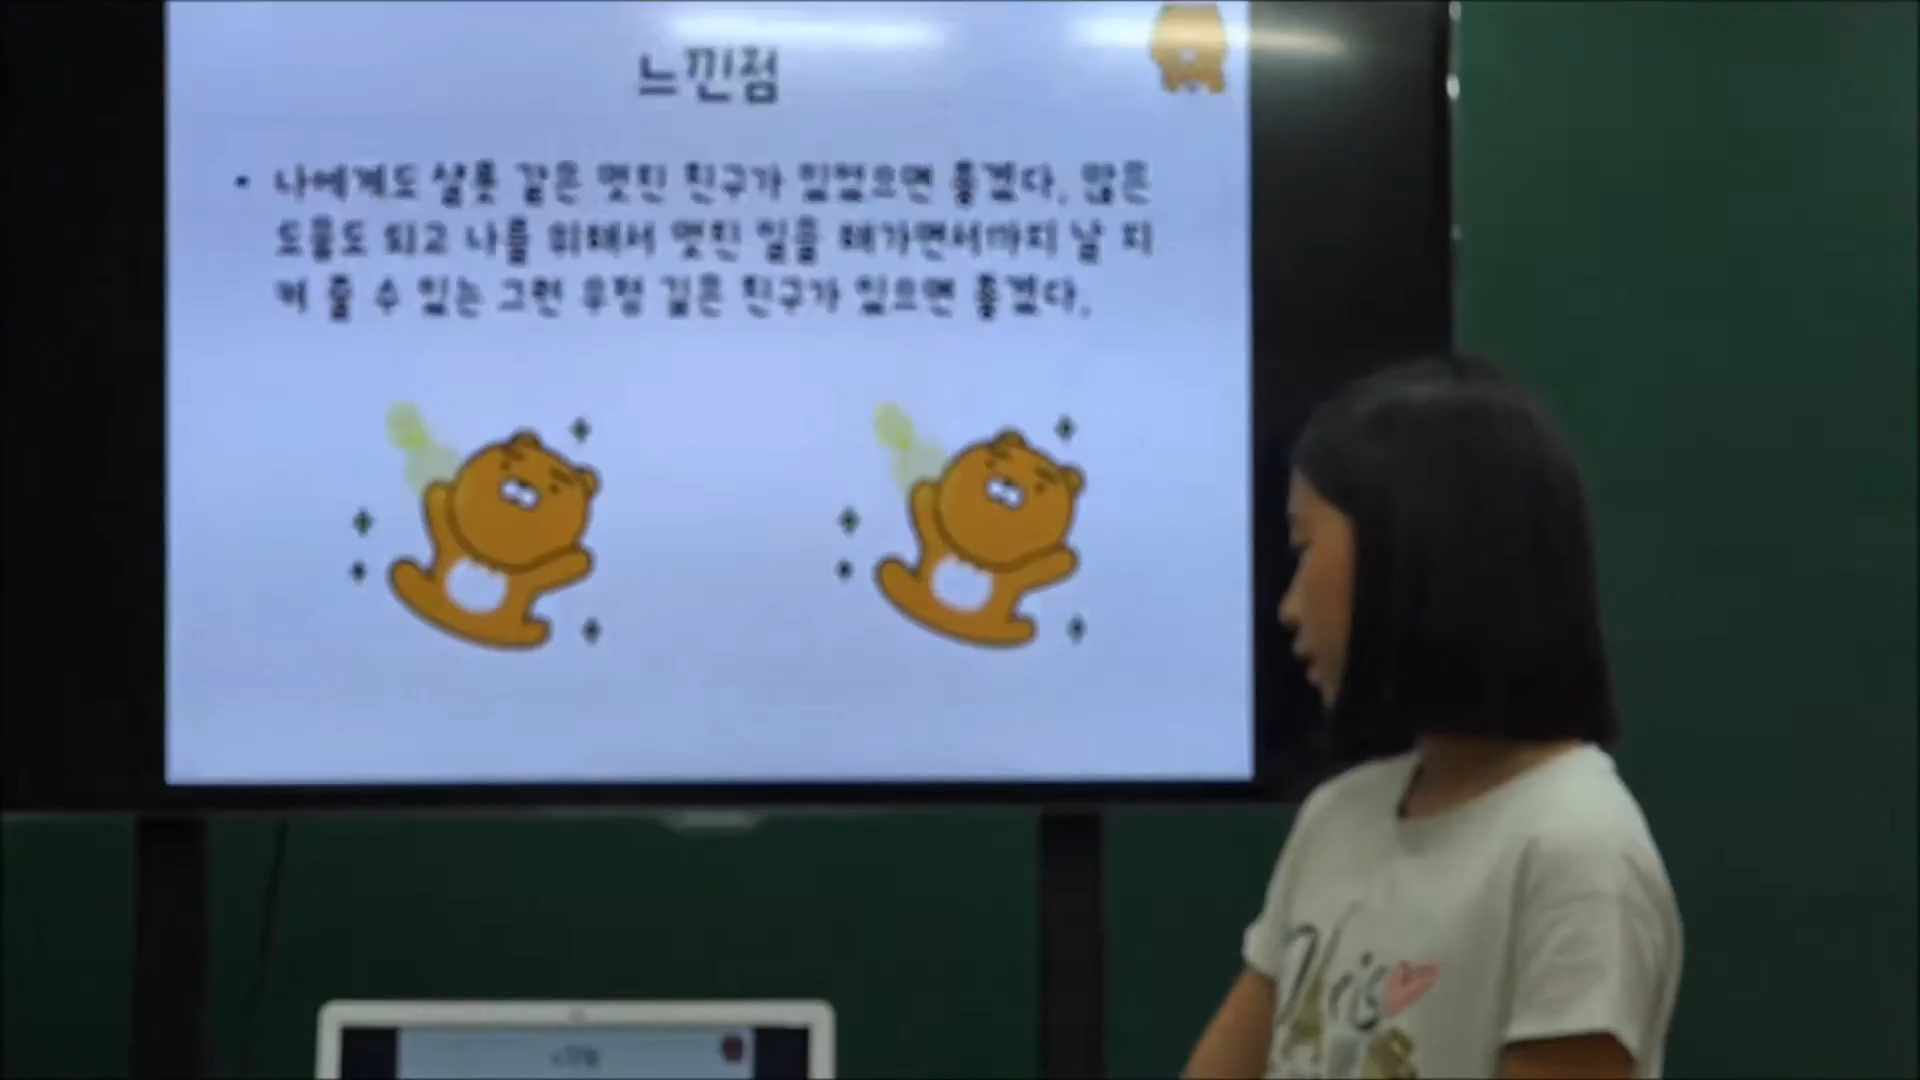 느낀점
• 나에게도 샬롯 같은 멋진 친구가 있었으면 좋겠다. 많은
도움도 되고 나를 위해서 멋진 일을 해가면서까지 날 지
켜 줄 수 있는 그런 우정 깊은 친구가 있으면 좋겠다.
Paris